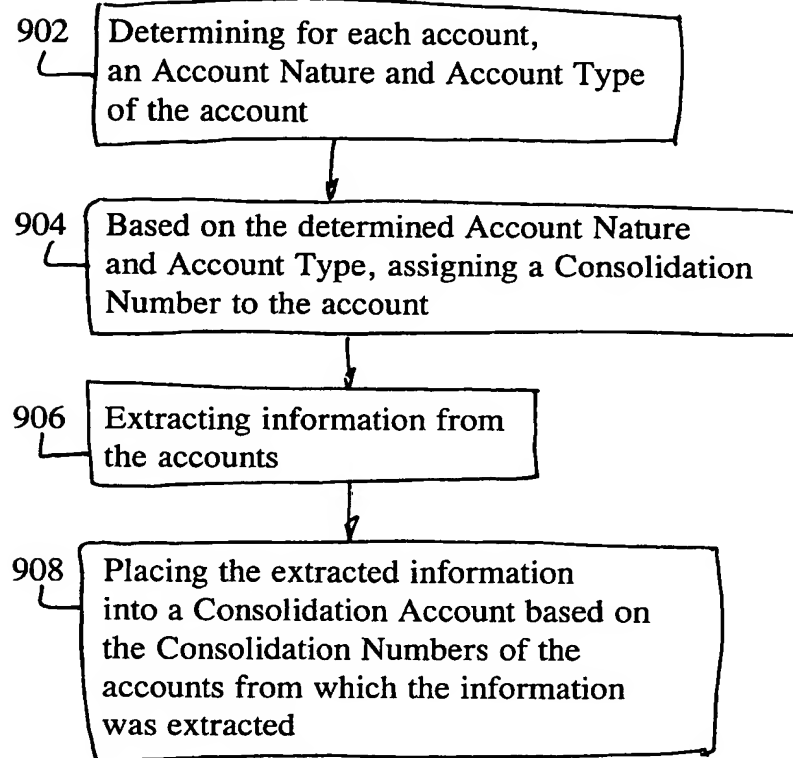 902
Determining for each account,
an Account Nature and Account Type
of the account
904
Based on the determined Account Nature
and Account Type, assigning a Consolidation
Number to the account
906
Extracting information from
the accounts
908
Placing the extracted information
into a Consolidation Account based on
the Consolidation Numbers of the
accounts from which the information
was extracted